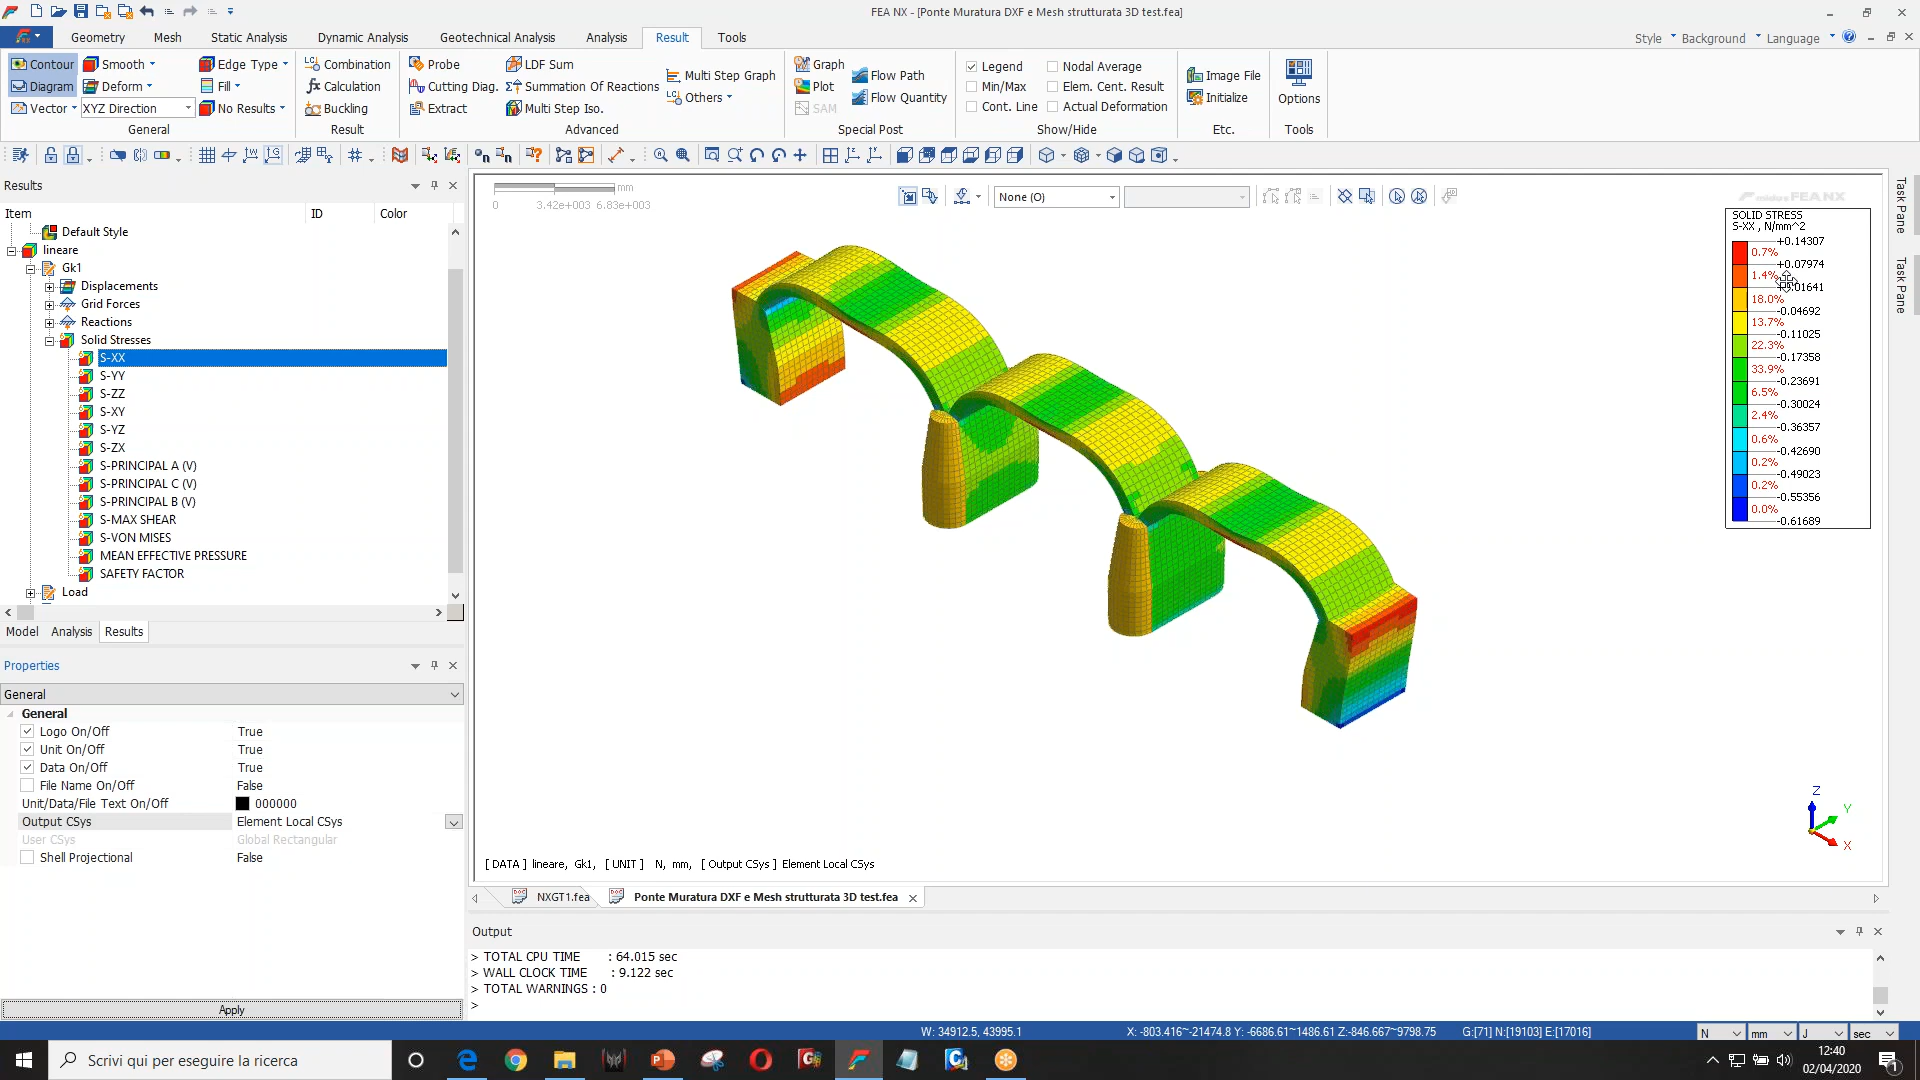 FEA NX - [Ponte Muratura DXF e Mesh strutturata 3D test.fea]
Geometry Mesh Static Analysis Dynamic Analysis Geotechnical Analysis Analysis Result Tools
Style Background Language
Contour Smooth Edge Type Combination Probe LDF Sum Multi Step Graph Graph Flow Path Legend Nodal Average Image File
Diagram Deform Fill Calculation Cutting Diag. Summation Of Reactions Others Plot Flow Quantity Min/Max Elem. Cent. Result Initialize Options
Vector XYZ Direction No Results Buckling Extract Multi Step Iso. SAM Cont. Line Actual Deformation
General Result Advanced Special Post Show/Hide Etc. Tools
Results
Item ID Color
Default Style
lineare
Gk1
Displacements
Grid Forces
Reactions
Solid Stresses
S-XX
S-YY
S-ZZ
S-XY
S-YZ
S-ZX
S-PRINCIPAL A (V)
S-PRINCIPAL C (V)
S-PRINCIPAL B (V)
S-MAX SHEAR
S-VON MISES
MEAN EFFECTIVE PRESSURE
SAFETY FACTOR
Load
Model Analysis Results
Properties
General
General
Logo On/Off True
Unit On/Off True
Data On/Off True
File Name On/Off False
Unit/Data/File Text On/Off 000000
Output CSys Element Local CSys
User CSys Global Rectangular
Shell Projectional False
Apply
mm
0 3.42e+003 6.83e+003
None (O)
midas FEA NX
SOLID STRESS
S-XX , N/mm^2
+0.14307
0.7%
+0.07974
1.4%
18.0%
-0.04692
13.7%
-0.11025
22.3%
-0.17358
33.9%
-0.23691
6.5%
-0.30024
2.4%
-0.36357
0.6%
-0.42690
0.2%
-0.49023
0.2%
-0.55356
0.0%
-0.61689
Task Pane
Task Pane
Z
Y
X
[DATA] lineare, Gk1, [UNIT] N, mm, [Output CSys] Element Local CSys
NXGT1.fea Ponte Muratura DXF e Mesh strutturata 3D test.fea
Output
> TOTAL CPU TIME : 64.015 sec
> WALL CLOCK TIME : 9.122 sec
> TOTAL WARNINGS : 0
>
W: 34912.5, 43995.1 X: -803.416~-21474.8 Y: -6686.61~1486.61 Z:-846.667~9798.75 G:[71] N:[19103] E:[17016] N mm J sec
Scrivi qui per eseguire la ricerca
12:40
02/04/2020
1